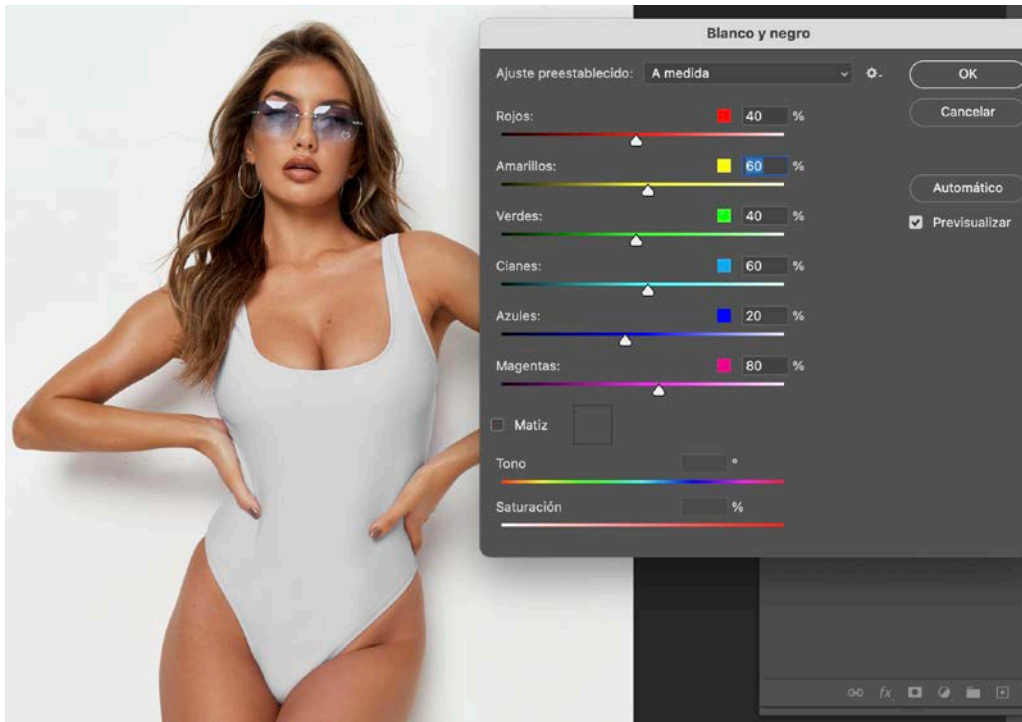 Blanco y negro
Ajuste preestablecido: A medida OK
Rojos: 40 % Cancelar
Amarillos: 60 %
Automático
Verdes: 40 % Previsualizar
Cianes: 60 %
Azules: 20 %
Magentas: 80 %
Matiz
Tono °
Saturación %
fx